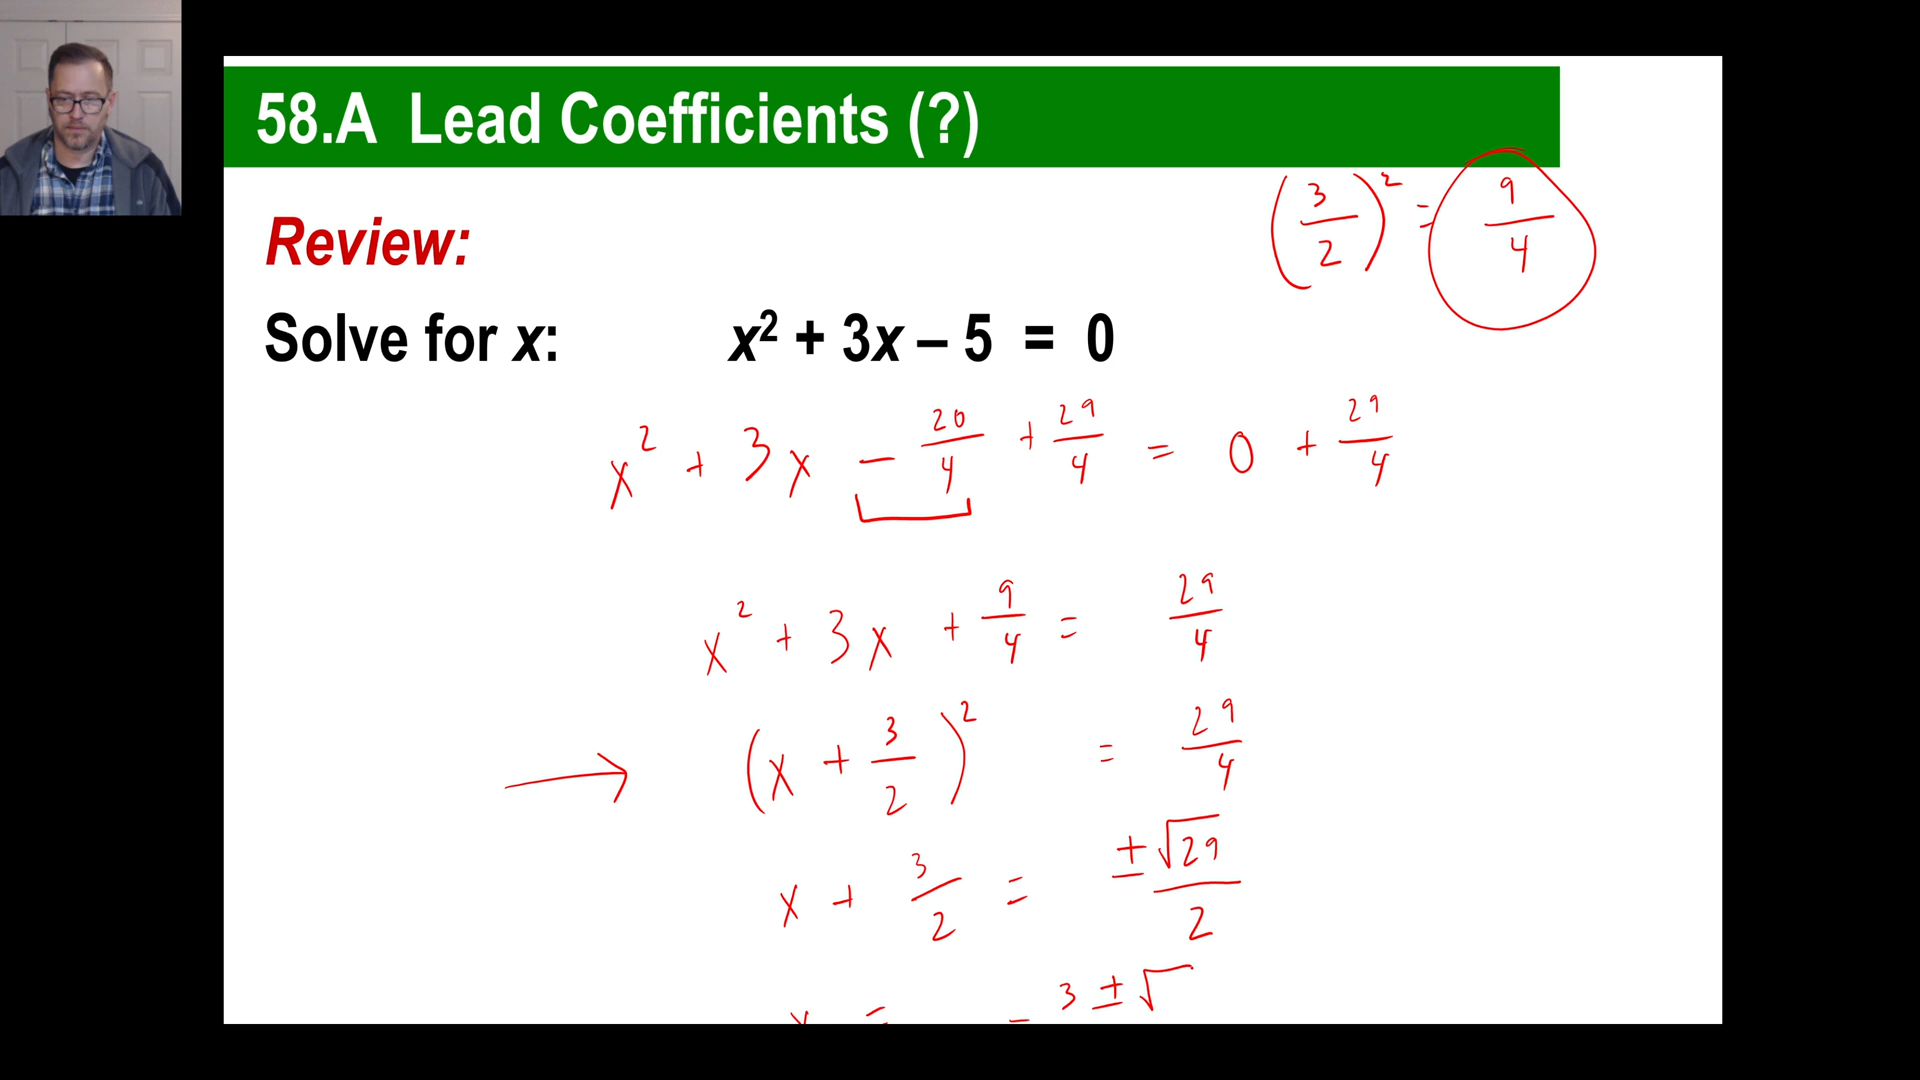 58.A Lead Coefficients (?)
(3/2)² = 9/4
Review:
Solve for x: x² + 3x – 5 = 0
x² + 3x - 20/4 + 29/4 = 0 + 29/4
x² + 3x + 9/4 = 29/4
→ (x + 3/2)² = 29/4
x + 3/2 = ±√29/2
x = -3 ± √